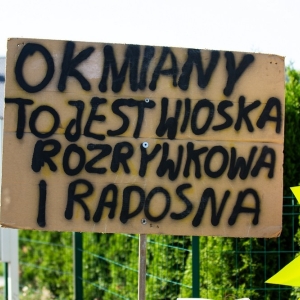 OKMIANY
TO JEST WIOSKA
ROZRYWKOWA
I RADOSNA